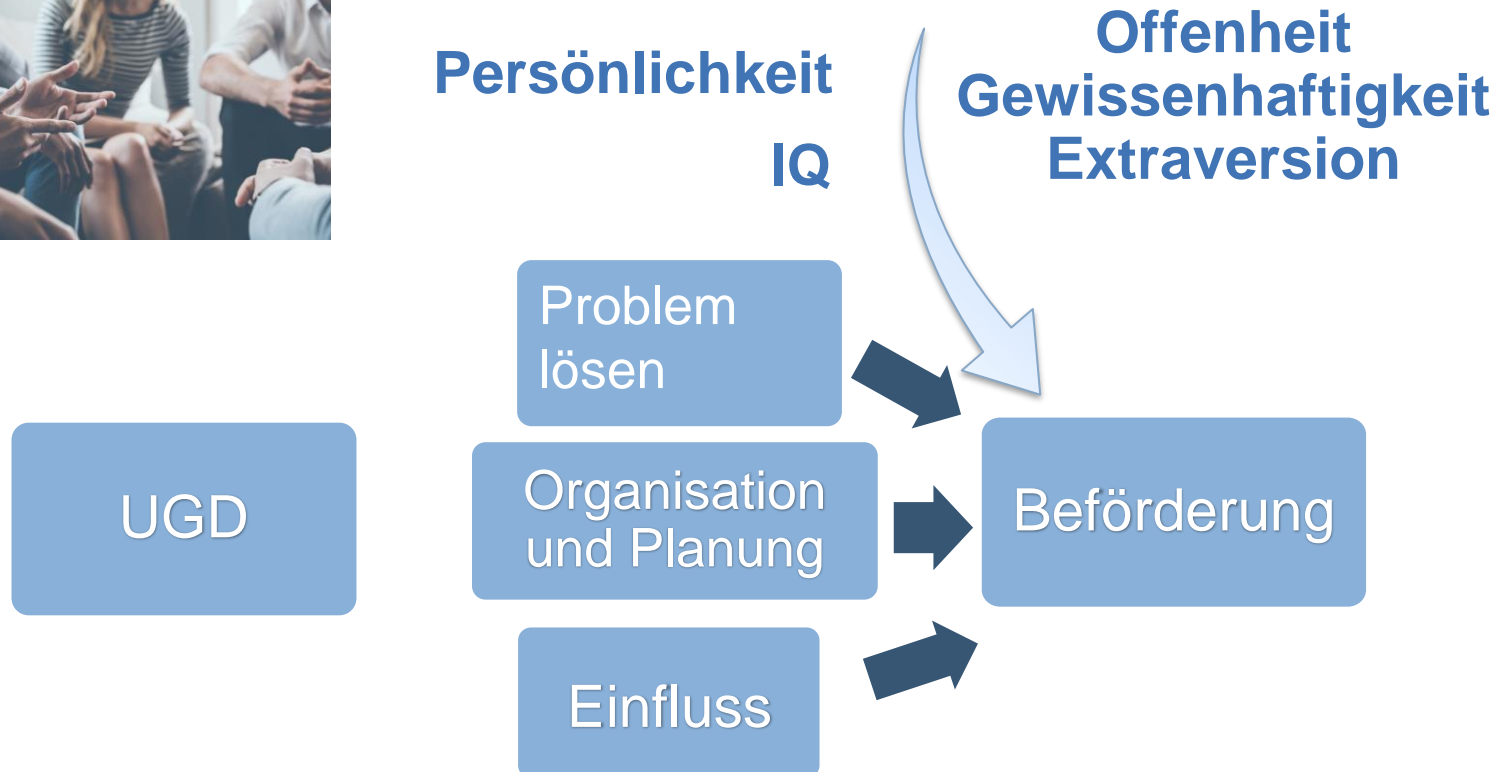 Persönlichkeit
IQ
Offenheit
Gewissenhaftigkeit
Extraversion
Problem
lösen
UGD
Organisation
und Planung
Beförderung
Einfluss